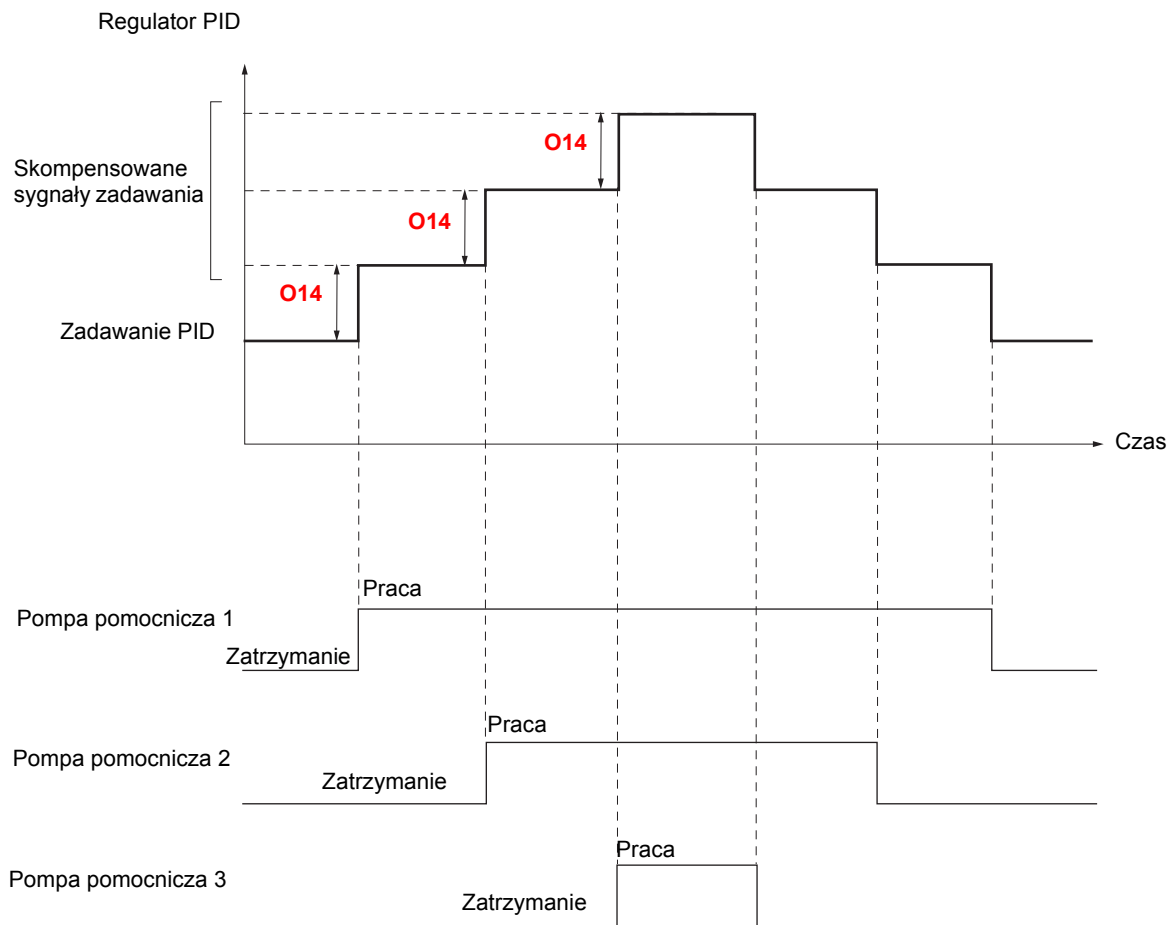 Regulator PID
O14
Skompensowane
sygnały zadawania
O14
O14
Zadawanie PID
Czas
Praca
Pompa pomocnicza 1
Zatrzymanie
Praca
Pompa pomocnicza 2
Zatrzymanie
Praca
Pompa pomocnicza 3
Zatrzymanie